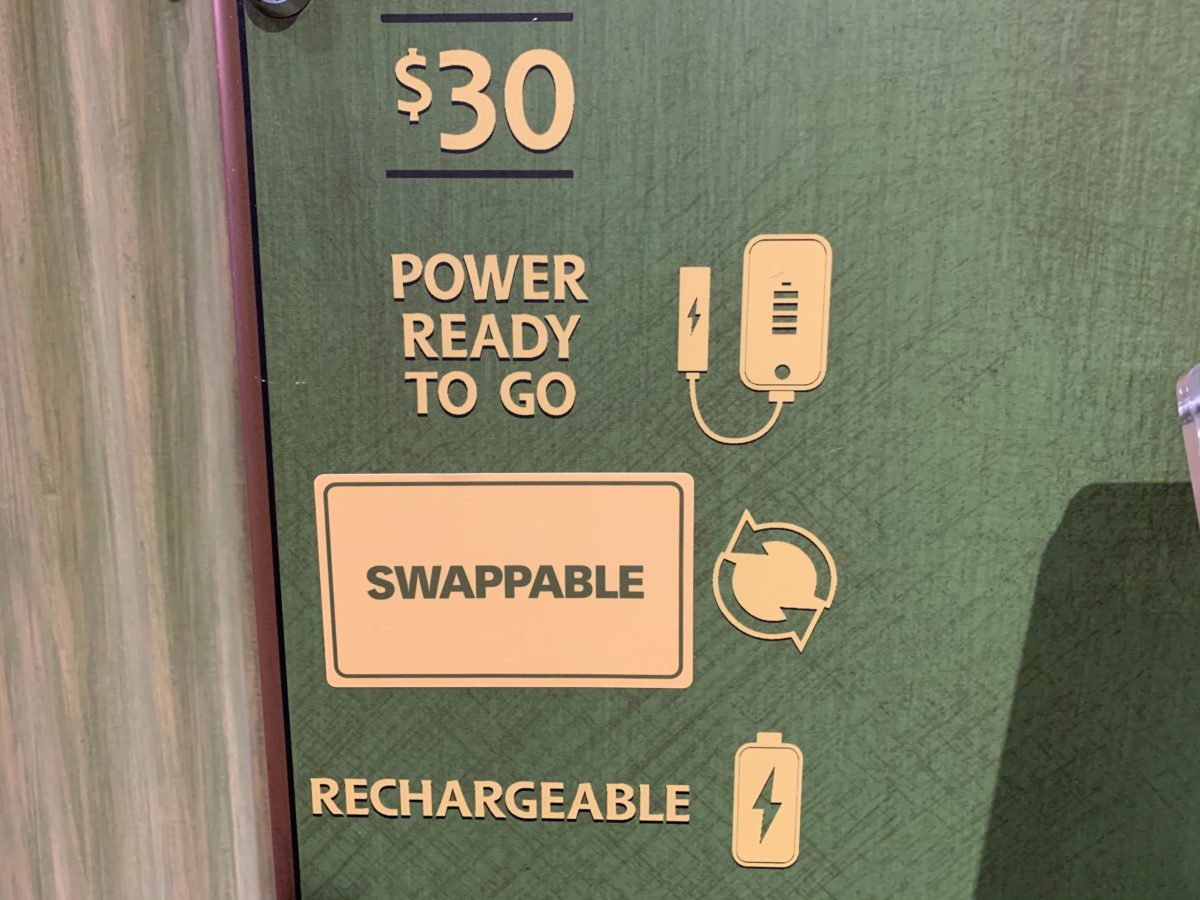 $30
POWER
READY
TO GO
SWAPPABLE
RECHARGEABLE